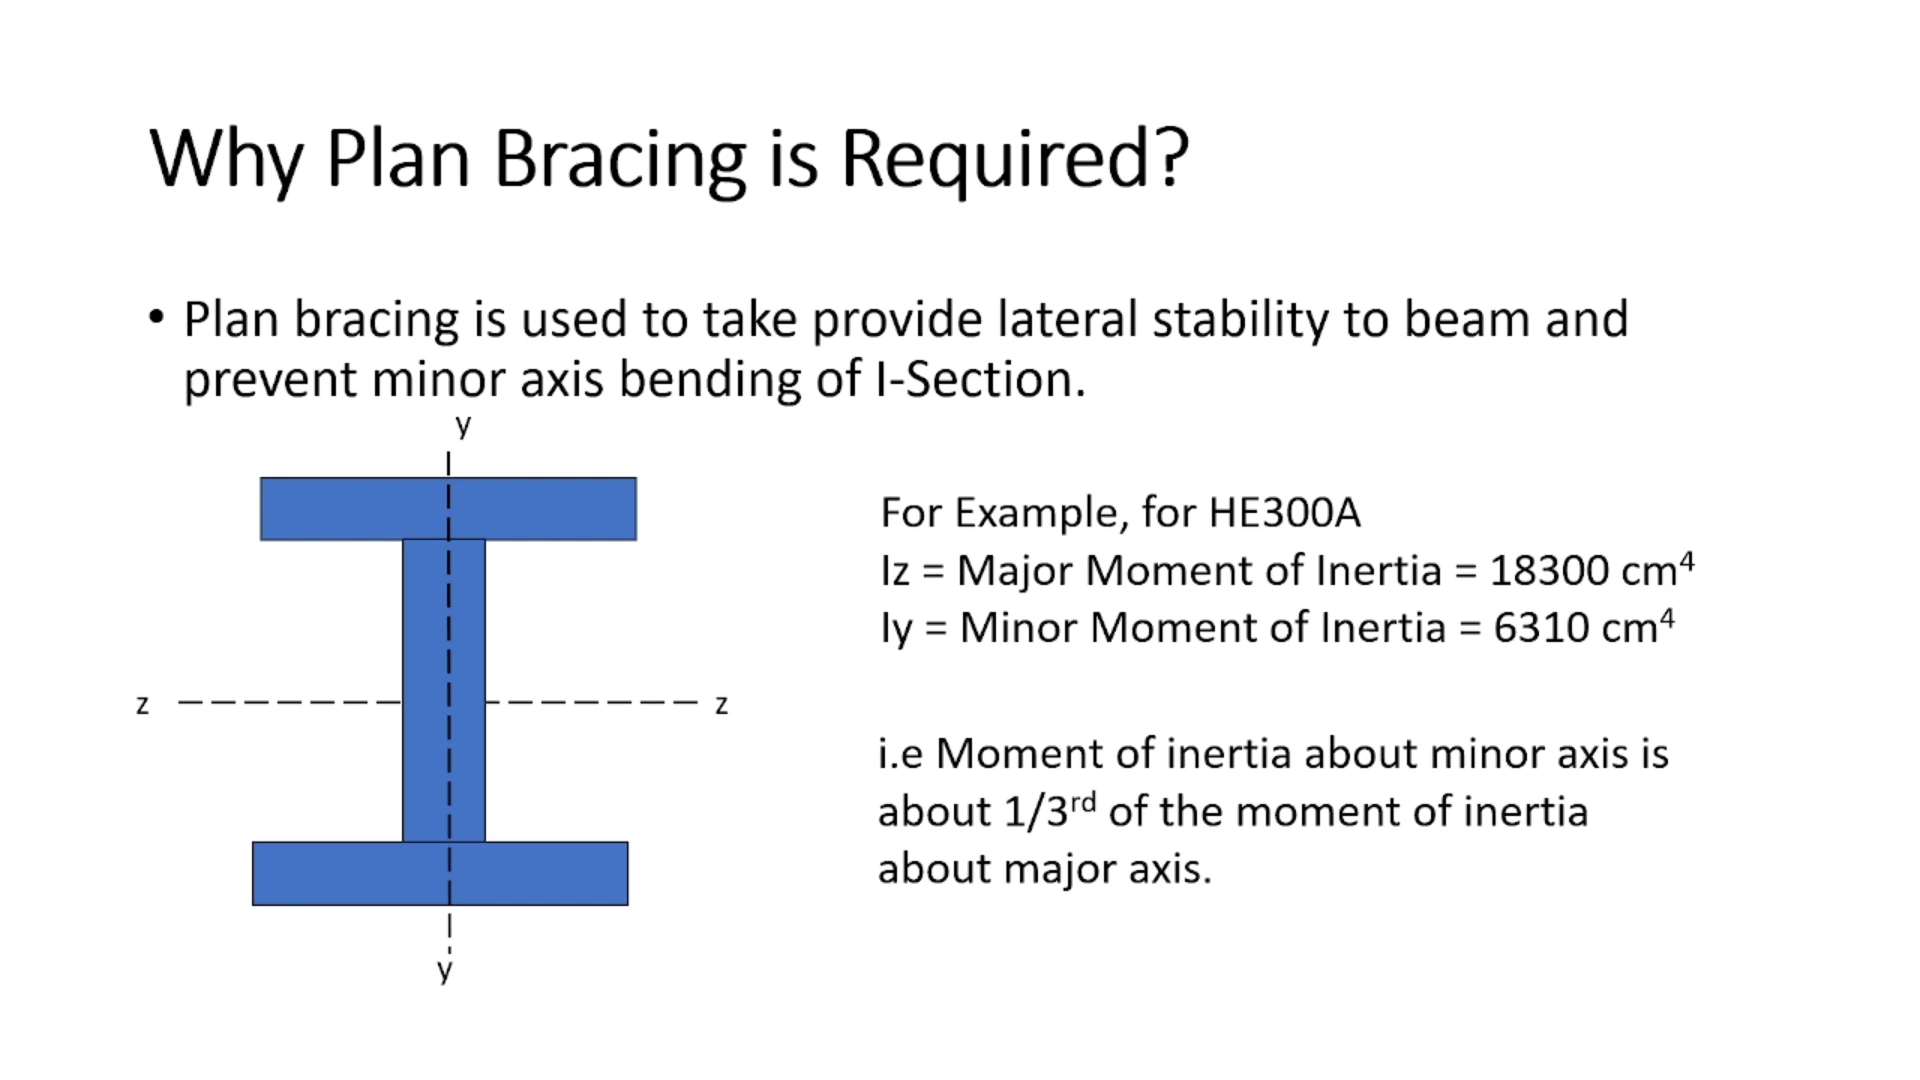 Why Plan Bracing is Required?
• Plan bracing is used to take provide lateral stability to beam and
prevent minor axis bending of I-Section.
y
For Example, for HE300A
Iz = Major Moment of Inertia = 18300 cm⁴
Iy = Minor Moment of Inertia = 6310 cm⁴
z
z
i.e Moment of inertia about minor axis is
about 1/3ʳᵈ of the moment of inertia
about major axis.
y